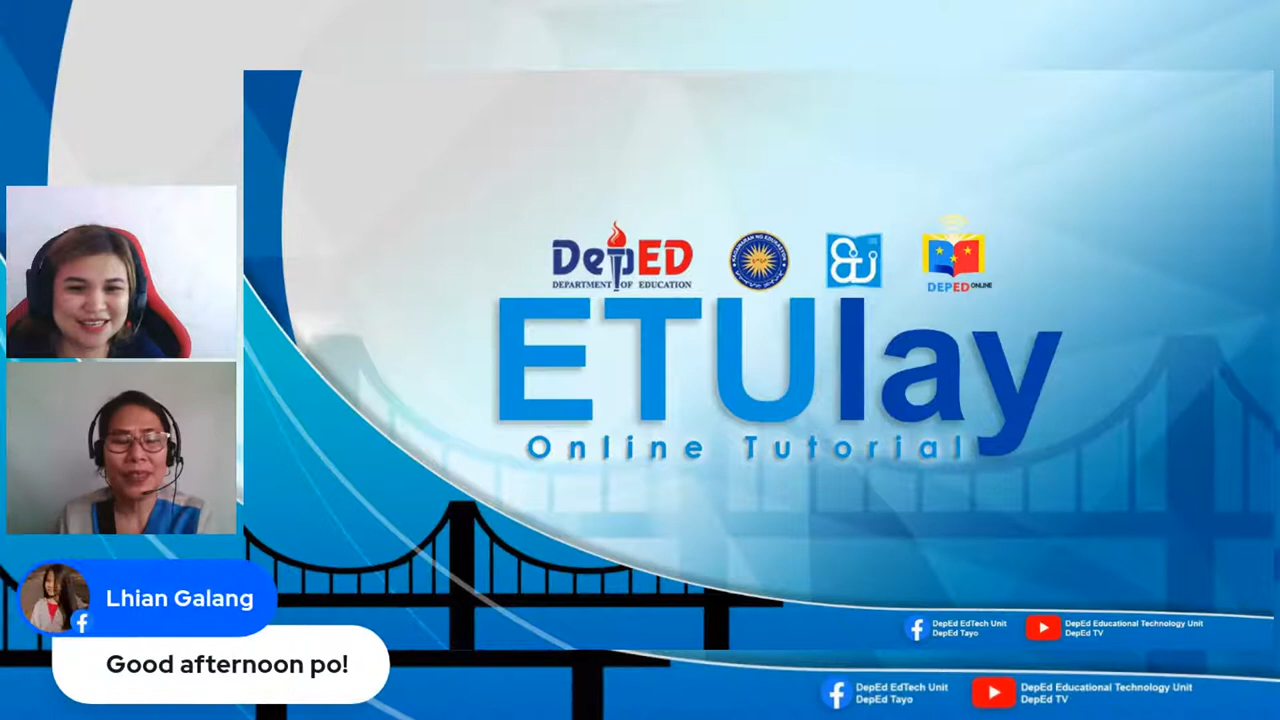 DepED
DEPARTMENT OF EDUCATION
DEPED ONLINE
ETUlay
Online Tutorial
DepEd EdTech Unit
DepEd Tayo
DepEd Educational Technology Unit
DepEd TV
Lhian Galang
Good afternoon po!
DepEd EdTech Unit
DepEd Tayo
DepEd Educational Technology Unit
DepEd TV